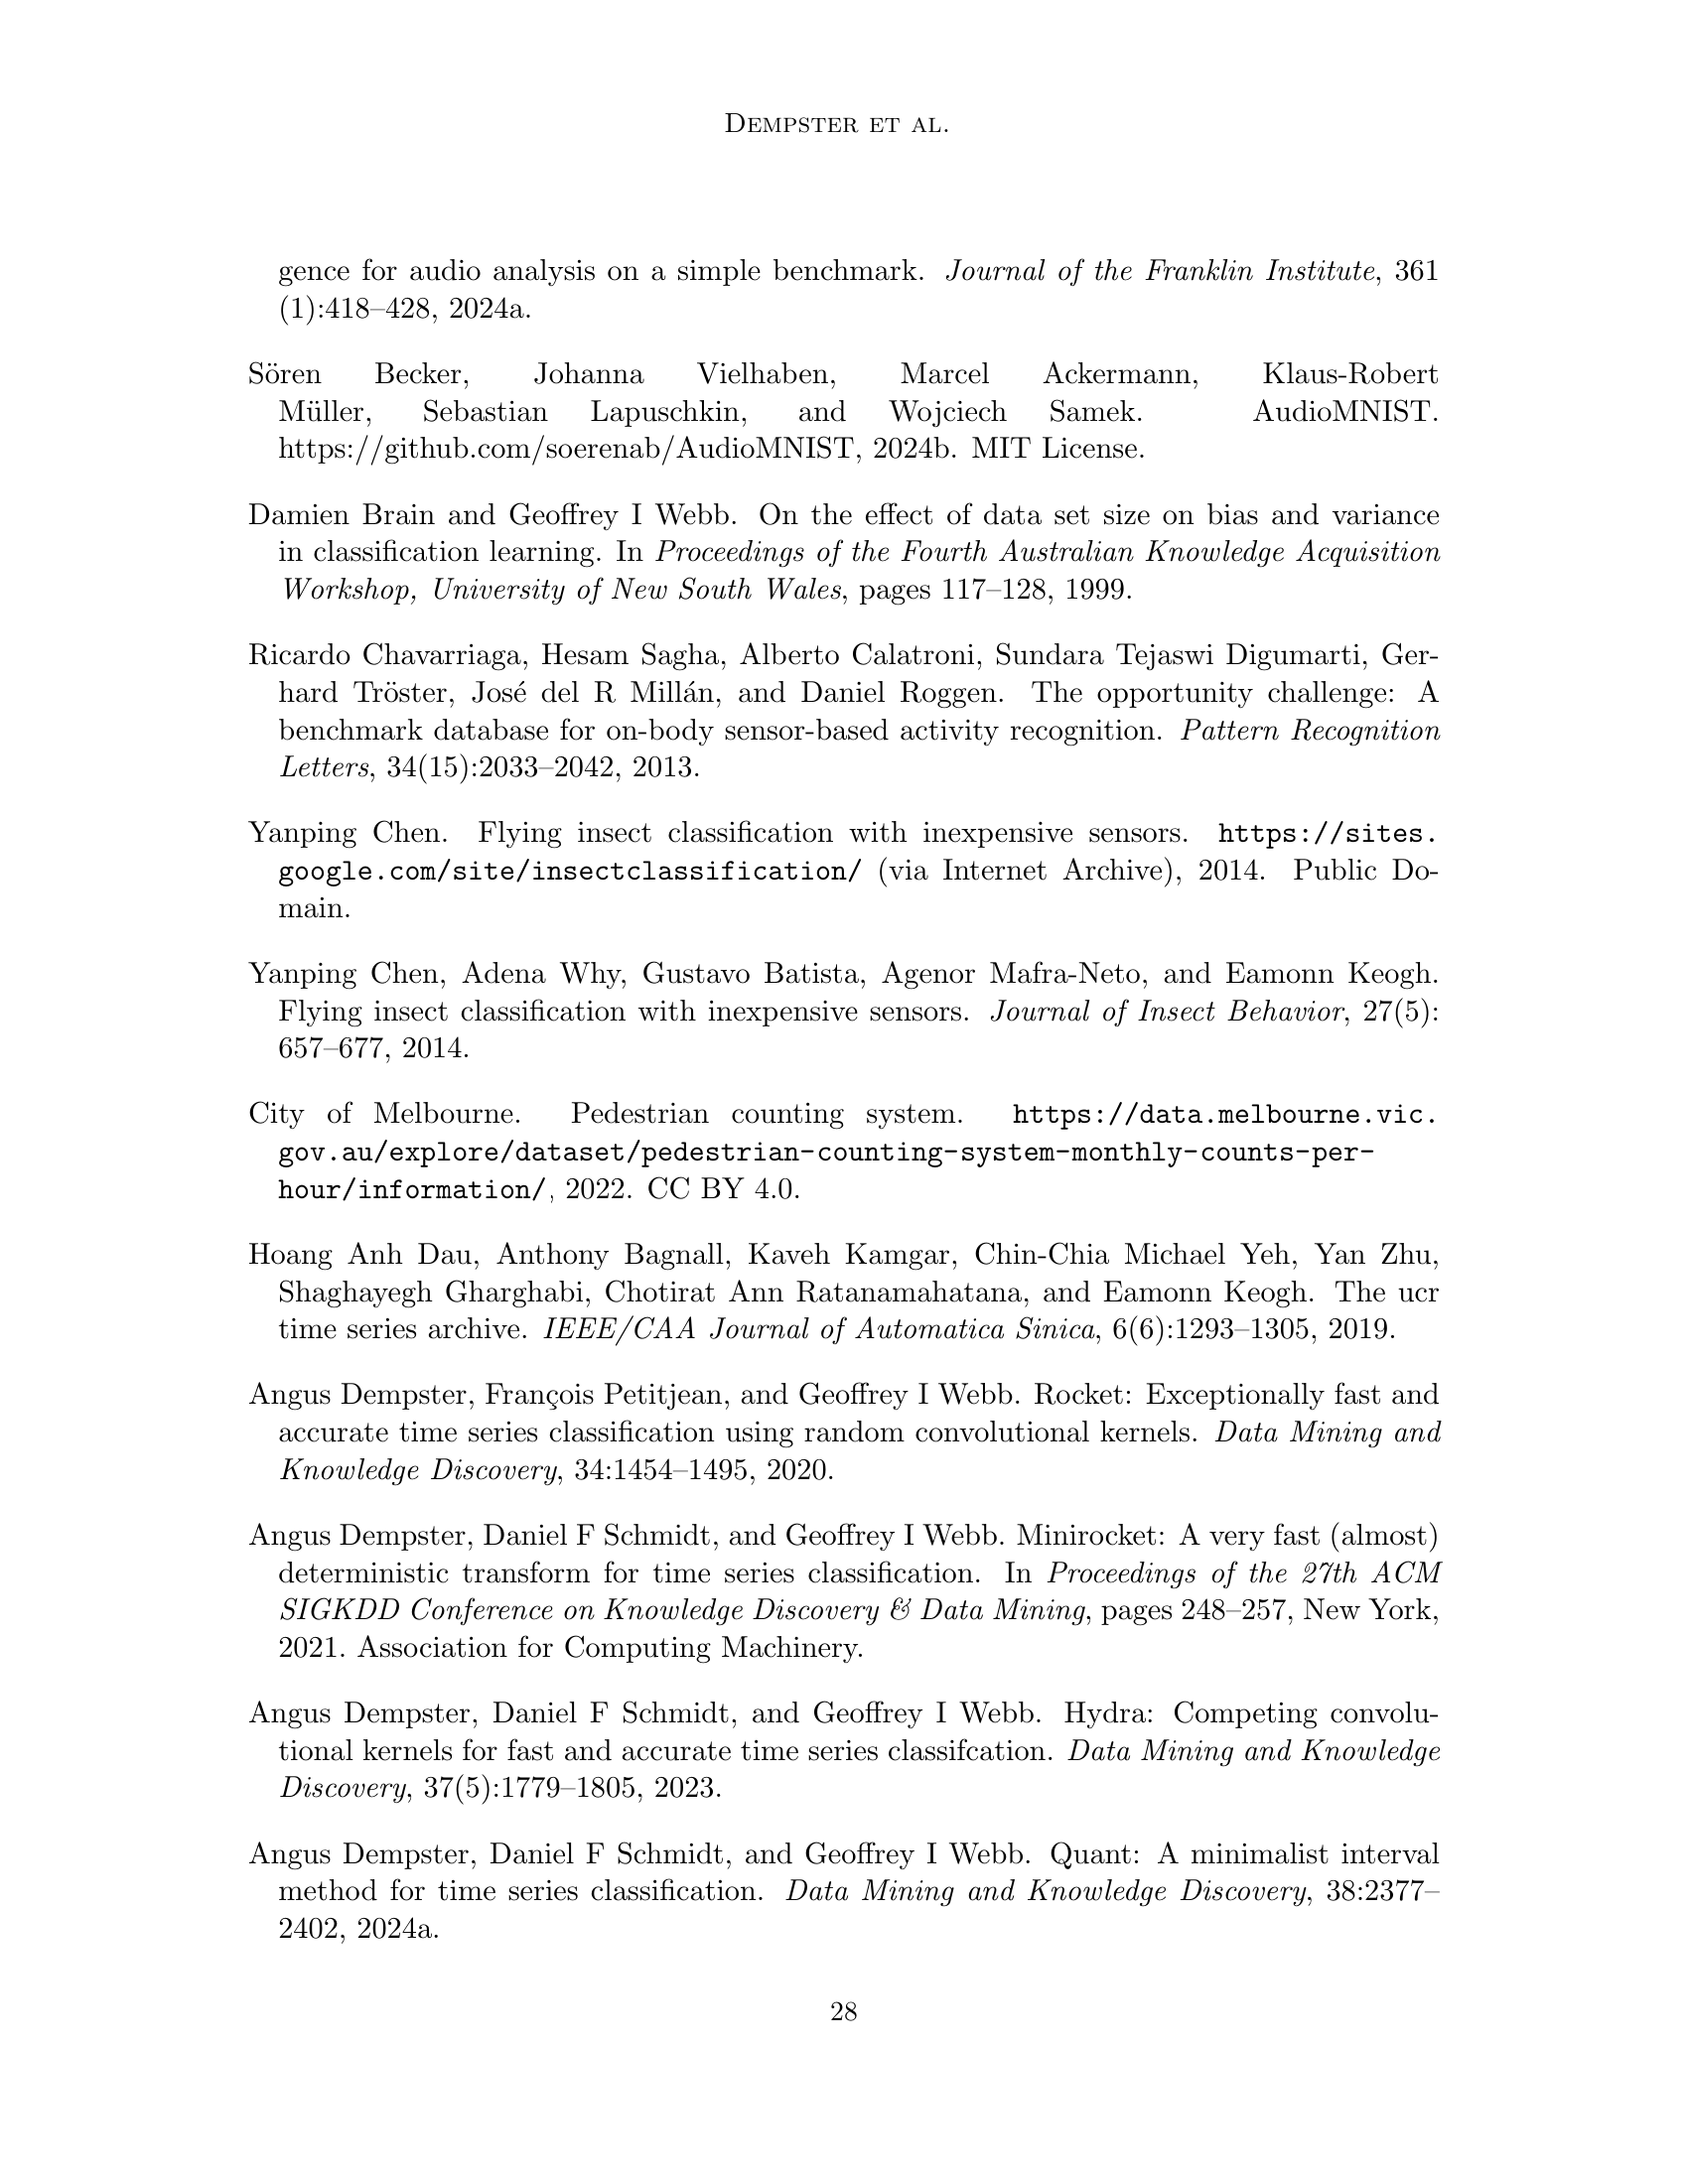 Dempster et al.
gence for audio analysis on a simple benchmark. Journal of the Franklin Institute, 361
(1):418–428, 2024a.
Sören Becker, Johanna Vielhaben, Marcel Ackermann, Klaus-Robert
Müller, Sebastian Lapuschkin, and Wojciech Samek. AudioMNIST.
https://github.com/soerenab/AudioMNIST, 2024b. MIT License.
Damien Brain and Geoffrey I Webb. On the effect of data set size on bias and variance
in classification learning. In Proceedings of the Fourth Australian Knowledge Acquisition
Workshop, University of New South Wales, pages 117–128, 1999.
Ricardo Chavarriaga, Hesam Sagha, Alberto Calatroni, Sundara Tejaswi Digumarti, Ger-
hard Tröster, José del R Millán, and Daniel Roggen. The opportunity challenge: A
benchmark database for on-body sensor-based activity recognition. Pattern Recognition
Letters, 34(15):2033–2042, 2013.
Yanping Chen. Flying insect classification with inexpensive sensors. https://sites.
google.com/site/insectclassification/ (via Internet Archive), 2014. Public Do-
main.
Yanping Chen, Adena Why, Gustavo Batista, Agenor Mafra-Neto, and Eamonn Keogh.
Flying insect classification with inexpensive sensors. Journal of Insect Behavior, 27(5):
657–677, 2014.
City of Melbourne. Pedestrian counting system. https://data.melbourne.vic.
gov.au/explore/dataset/pedestrian-counting-system-monthly-counts-per-
hour/information/, 2022. CC BY 4.0.
Hoang Anh Dau, Anthony Bagnall, Kaveh Kamgar, Chin-Chia Michael Yeh, Yan Zhu,
Shaghayegh Gharghabi, Chotirat Ann Ratanamahatana, and Eamonn Keogh. The ucr
time series archive. IEEE/CAA Journal of Automatica Sinica, 6(6):1293–1305, 2019.
Angus Dempster, François Petitjean, and Geoffrey I Webb. Rocket: Exceptionally fast and
accurate time series classification using random convolutional kernels. Data Mining and
Knowledge Discovery, 34:1454–1495, 2020.
Angus Dempster, Daniel F Schmidt, and Geoffrey I Webb. Minirocket: A very fast (almost)
deterministic transform for time series classification. In Proceedings of the 27th ACM
SIGKDD Conference on Knowledge Discovery & Data Mining, pages 248–257, New York,
2021. Association for Computing Machinery.
Angus Dempster, Daniel F Schmidt, and Geoffrey I Webb. Hydra: Competing convolu-
tional kernels for fast and accurate time series classifcation. Data Mining and Knowledge
Discovery, 37(5):1779–1805, 2023.
Angus Dempster, Daniel F Schmidt, and Geoffrey I Webb. Quant: A minimalist interval
method for time series classification. Data Mining and Knowledge Discovery, 38:2377–
2402, 2024a.
28